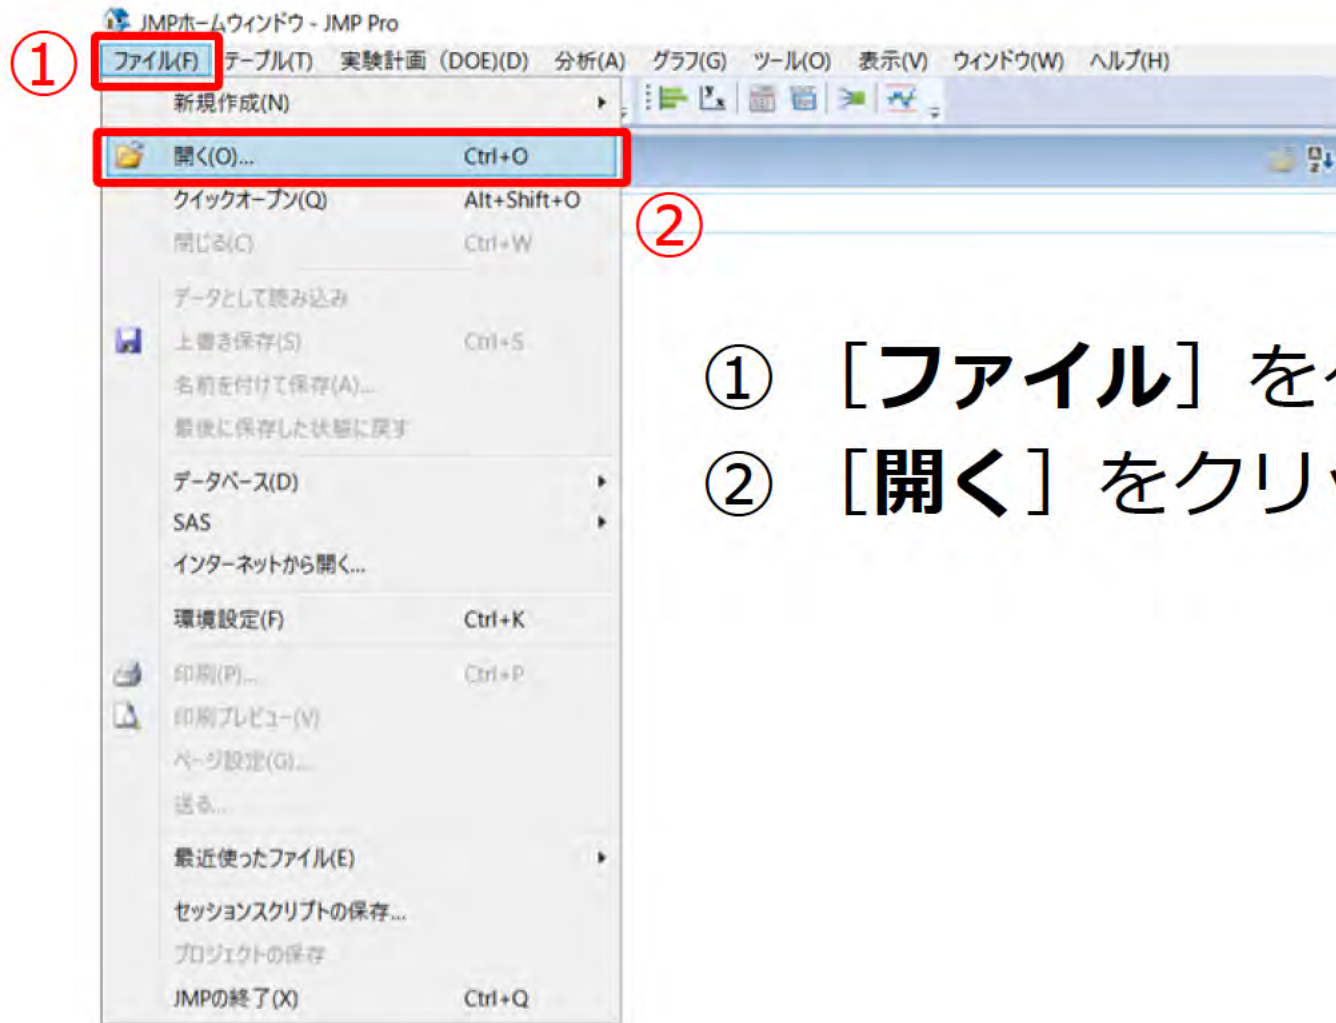 JMPホームウィンドウ - JMP Pro
① ファイル(F) テーブル(T) 実験計画（DOE)(D) 分析(A) グラフ(G) ツール(O) 表示(V) ウィンドウ(W) ヘルプ(H)
新規作成(N)
開く(O)... Ctrl+O
クイックオープン(Q) Alt+Shift+O
②
閉じる(C) Ctrl+W
データとして読み込み
上書き保存(S) Ctrl+S
名前を付けて保存(A)...
最後に保存した状態に戻す
データベース(D)
SAS
インターネットから開く...
環境設定(F) Ctrl+K
印刷(P)... Ctrl+P
印刷プレビュー(V)
ページ設定(G)...
送る...
最近使ったファイル(E)
セッションスクリプトの保存...
プロジェクトの保存
JMPの終了(X) Ctrl+Q
① ［ファイル］を
② ［開く］をクリッ